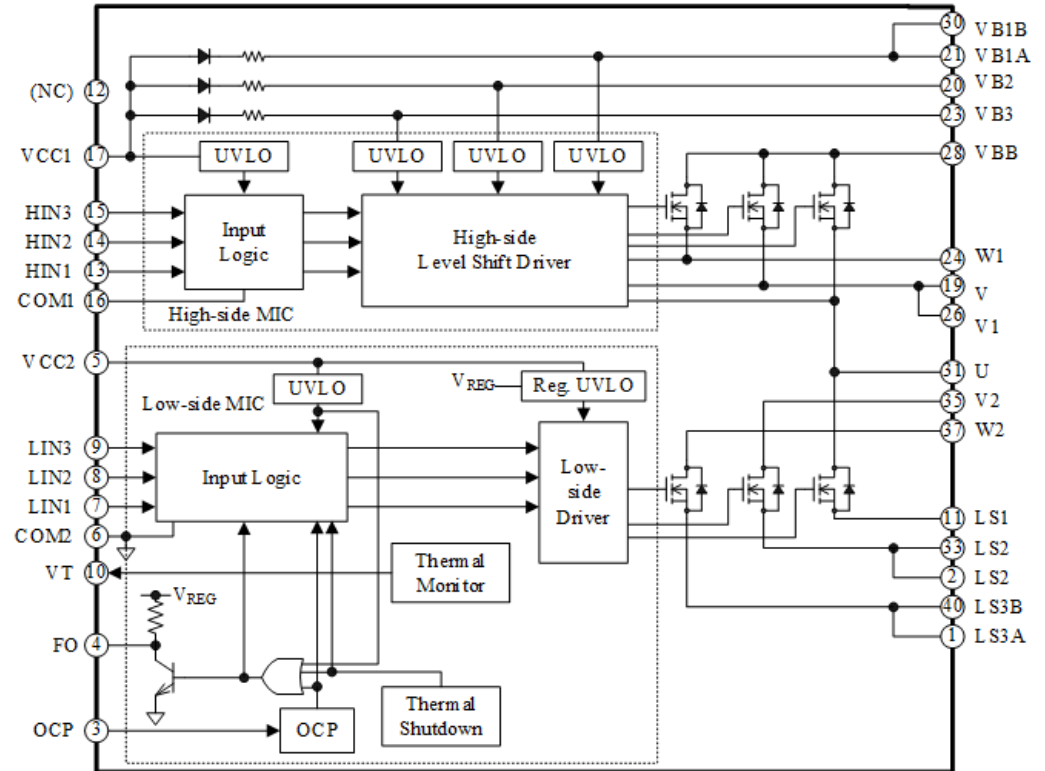 30 VB1B
21 VB1A
(NC) 12
20 VB2
23 VB3
VCC1 17
UVLO
UVLO
UVLO
UVLO
28 VBB
HIN3 15
HIN2 14
HIN1 13
COM1 16
Input
Logic
High-side
Level Shift Driver
High-side MIC
24 W1
19 V
26 V1
VCC2 5
UVLO
VREG
Reg. UVLO
Low-side MIC
31 U
35 V2
37 W2
LIN3 9
LIN2 8
LIN1 7
COM2 6
Input Logic
Low-
side
Driver
11 LS1
33 LS2
2 LS2
40 LS3B
1 LS3A
VT 10
Thermal
Monitor
VREG
FO 4
Thermal
Shutdown
OCP 3
OCP